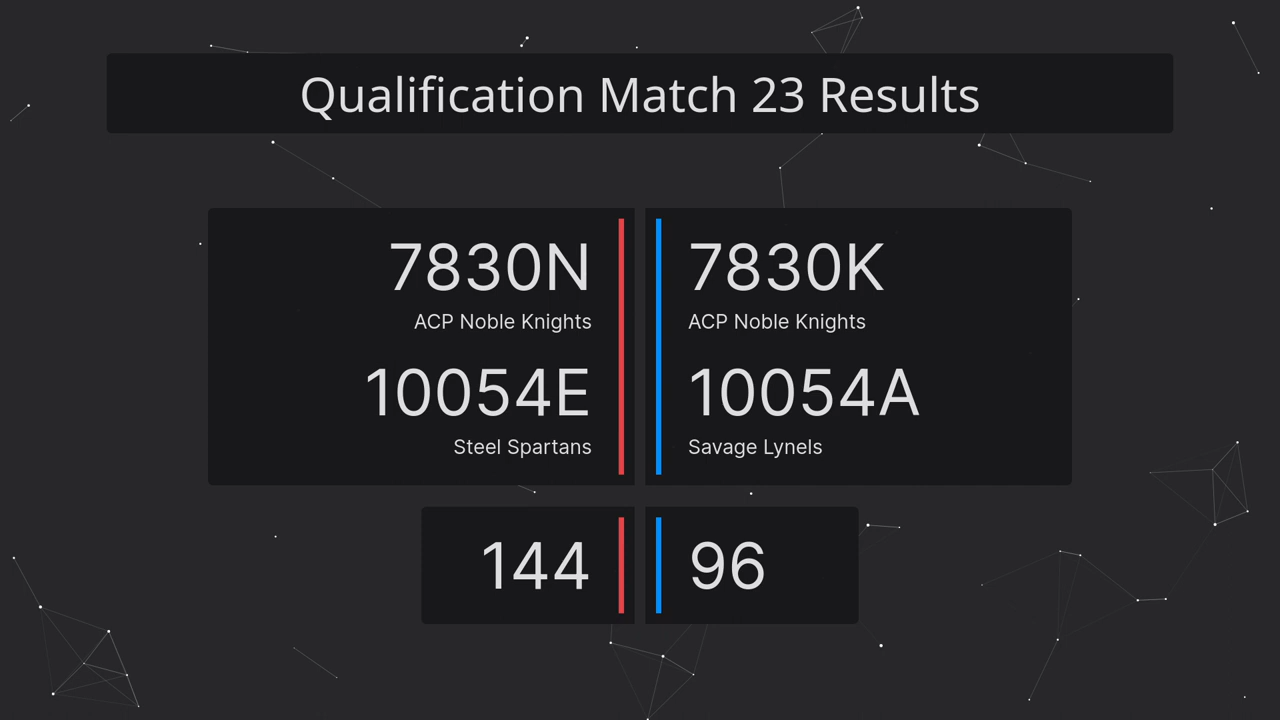 Qualification Match 23 Results
7830N
ACP Noble Knights
10054E
Steel Spartans
7830K
ACP Noble Knights
10054A
Savage Lynels
144
96